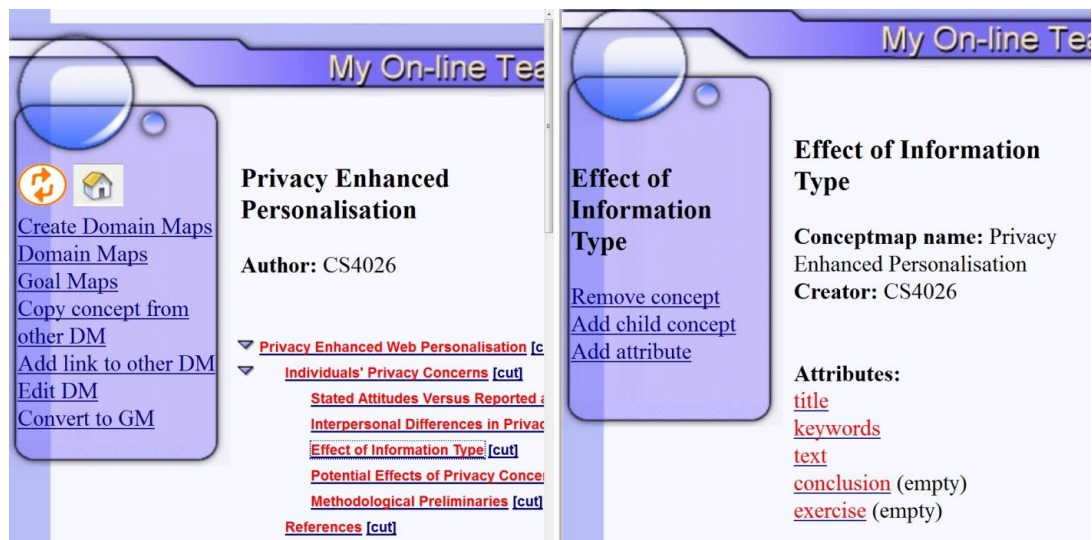 My On-line Tea
Create Domain Maps
Domain Maps
Goal Maps
Copy concept from
other DM
Add link to other DM
Edit DM
Convert to GM
Privacy Enhanced
Personalisation
Author: CS4026
Privacy Enhanced Web Personalisation [c
Individuals' Privacy Concerns [cut]
Stated Attitudes Versus Reported
Interpersonal Differences in Privac
Effect of Information Type [cut]
Potential Effects of Privacy Concer
Methodological Preliminaries [cut]
References [cut]
My On-line Tea
Effect of
Information
Type
Remove concept
Add child concept
Add attribute
Effect of Information
Type
Conceptmap name: Privacy
Enhanced Personalisation
Creator: CS4026
Attributes:
title
keywords
text
conclusion (empty)
exercise (empty)